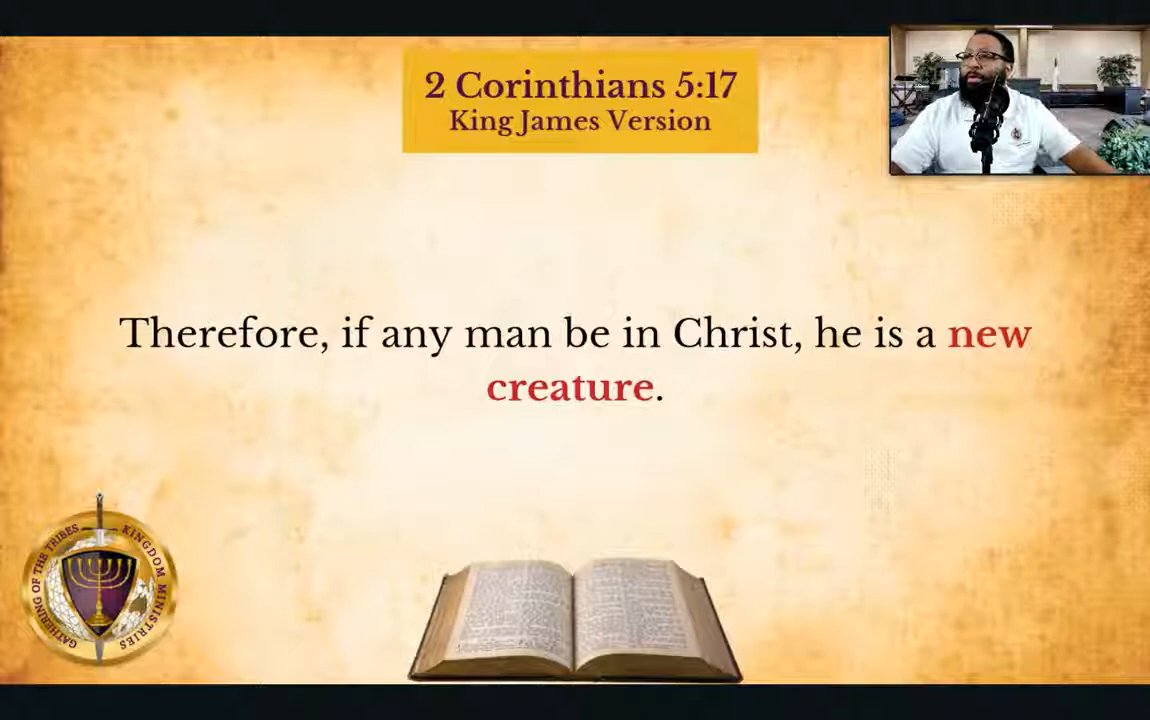 2 Corinthians 5:17
King James Version
Therefore, if any man be in Christ, he is a new
creature.
GATHERING OF THE TRIBES
KINGDOM MINISTRIES